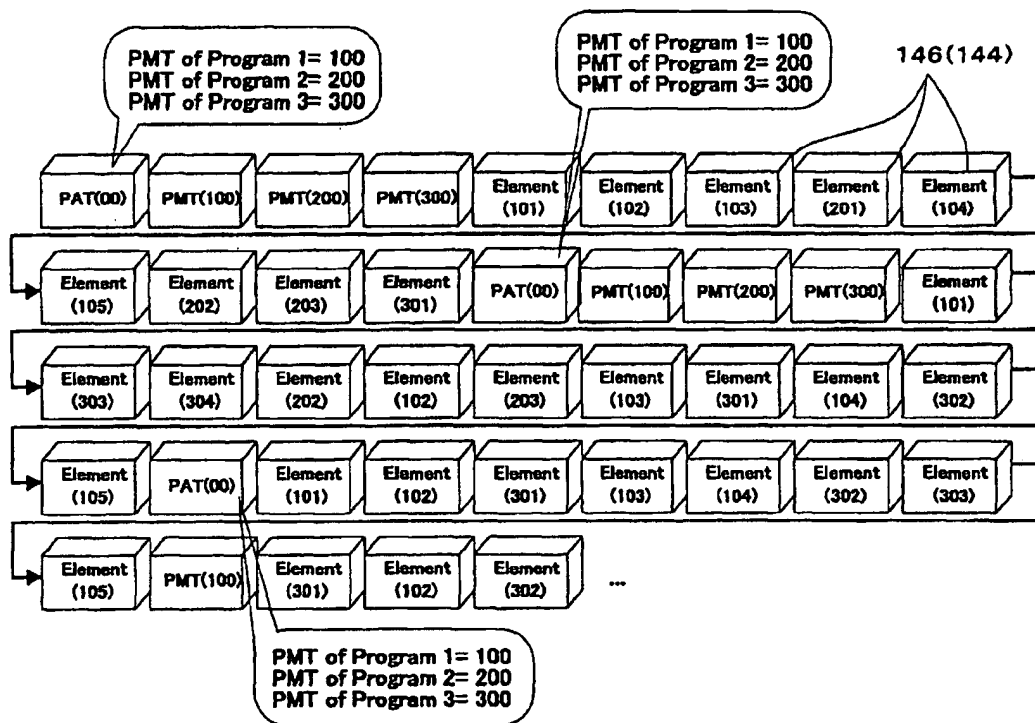 PMT of Program 1= 100
PMT of Program 2= 200
PMT of Program 3= 300
PMT of Program 1= 100
PMT of Program 2= 200
PMT of Program 3= 300
146(144)
PAT(00)
PMT(100)
PMT(200)
PMT(300)
Element
(101)
Element
(102)
Element
(103)
Element
(201)
Element
(104)
Element
(105)
Element
(202)
Element
(203)
Element
(301)
PAT(00)
PMT(100)
PMT(200)
PMT(300)
Element
(101)
Element
(303)
Element
(304)
Element
(202)
Element
(102)
Element
(203)
Element
(103)
Element
(301)
Element
(104)
Element
(302)
Element
(105)
PAT(00)
Element
(101)
Element
(102)
Element
(301)
Element
(103)
Element
(104)
Element
(302)
Element
(303)
Element
(105)
PMT(100)
Element
(301)
Element
(102)
Element
(302)
...
PMT of Program 1= 100
PMT of Program 2= 200
PMT of Program 3= 300